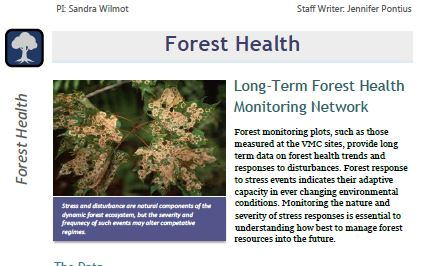 PI: Sandra Wilmot
Staff Writer: Jennifer Pontius
Forest Health
Forest Health
Long-Term Forest Health
Monitoring Network
Forest monitoring plots, such as those
measured at the VMC sites, provide long
term data on forest health trends and
responses to disturbances. Forest response
to stress events indicates their adaptive
capacity in ever changing environmental
conditions. Monitoring the nature and
severity of stress responses is essential to
understanding how best to manage forest
resources into the future.
Stress and disturbance are natural components of the
dynamic forest ecosystem, but the severity and
frequnecy of such events may alter competative
regimes.
The Data